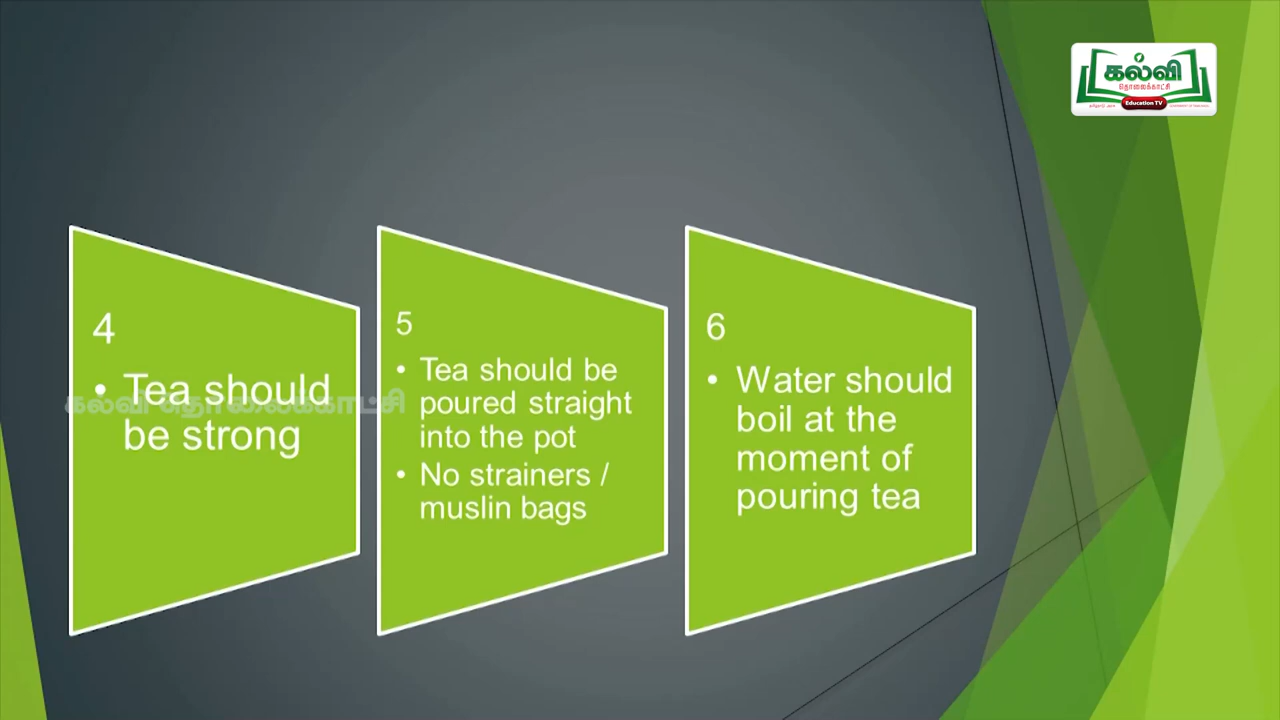 கல்வி
தொலைக்காட்சி
Education TV
4
• Tea should
be strong
5
• Tea should be
poured straight
into the pot
• No strainers /
muslin bags
6
• Water should
boil at the
moment of
pouring tea
கல்வி தொலைக்காட்சி